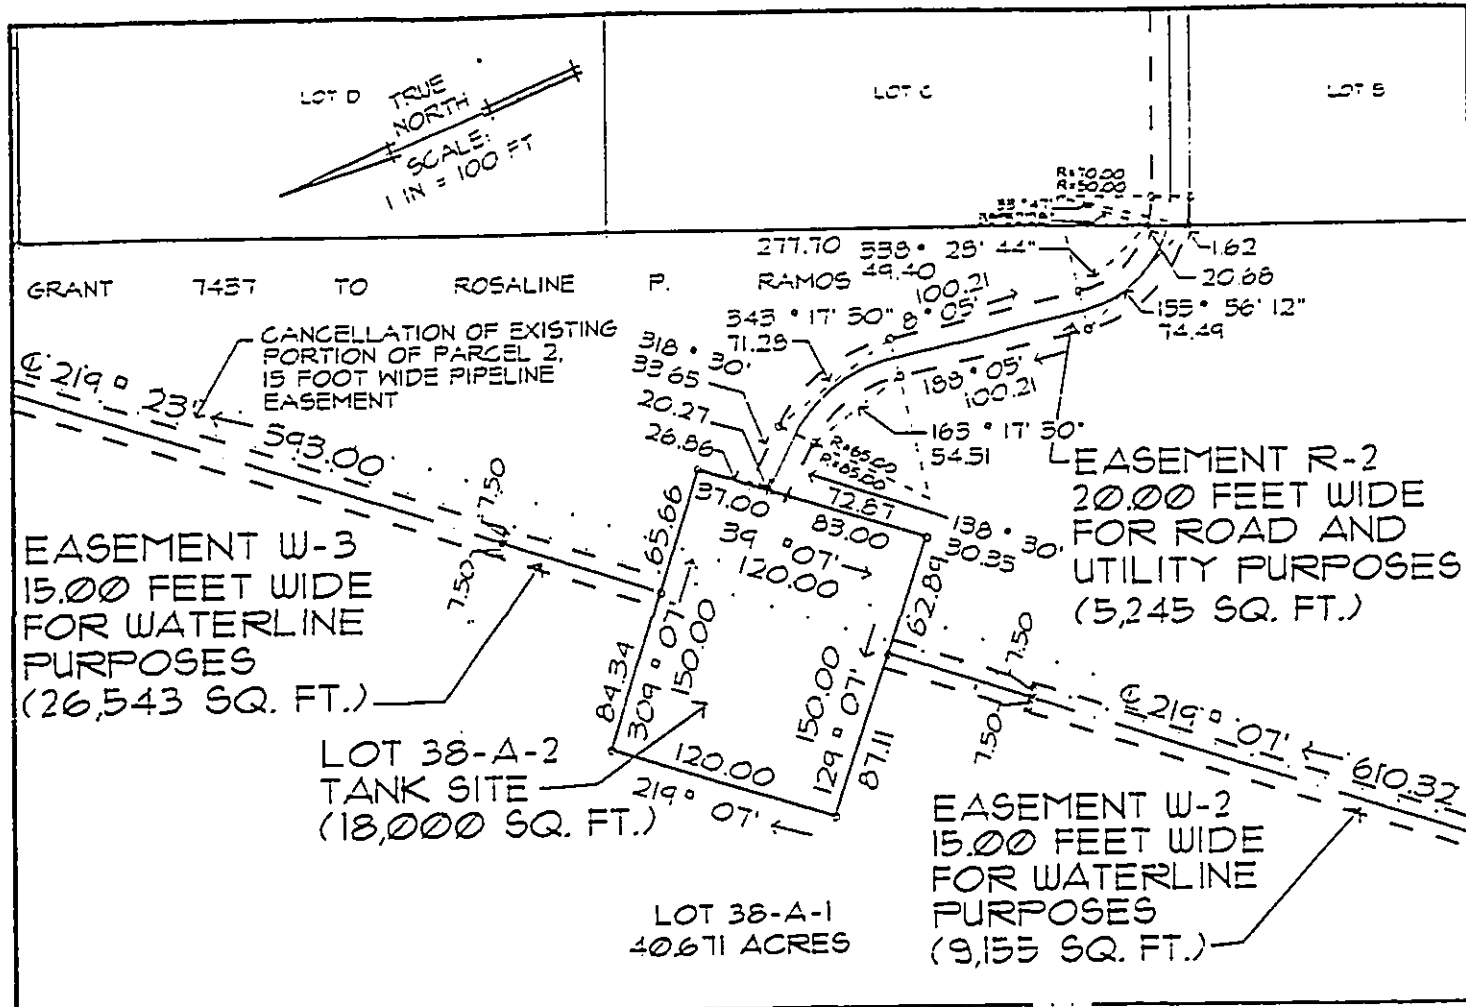 LOT D
TRUE
NORTH
SCALE:
1 IN = 100 FT
LOT C
LOT B
R=70.00
R=50.00
277.70
338° 28' 44"
49.40
1.62
20.68
GRANT 7437 TO ROSALINE P. RAMOS
100.21
8° 05'
343° 17' 30"
71.28
155° 56' 12"
74.49
CANCELLATION OF EXISTING
PORTION OF PARCEL 2,
15 FOOT WIDE PIPELINE
EASEMENT
318° 30'
33.65
20.27
26.86
188° 05'
100.21
163° 17' 30"
54.51
℄ 219° 23'
593.00
7.50
7.50
EASEMENT R-2
20.00 FEET WIDE
FOR ROAD AND
UTILITY PURPOSES
(5,245 SQ. FT.)
R=65.00
R=85.00
72.87
138° 30'
30.35
37.00
83.00
39° 07'
120.00
65.66
62.89
EASEMENT W-3
15.00 FEET WIDE
FOR WATERLINE
PURPOSES
(26,543 SQ. FT.)
84.34
309° 07'
150.00
150.00
129° 07'
87.11
120.00
219° 07'
LOT 38-A-2
TANK SITE
(18,000 SQ. FT.)
7.50
7.50
℄ 219° 07'
610.32
EASEMENT W-2
15.00 FEET WIDE
FOR WATERLINE
PURPOSES
(9,155 SQ. FT.)
LOT 38-A-1
40.671 ACRES